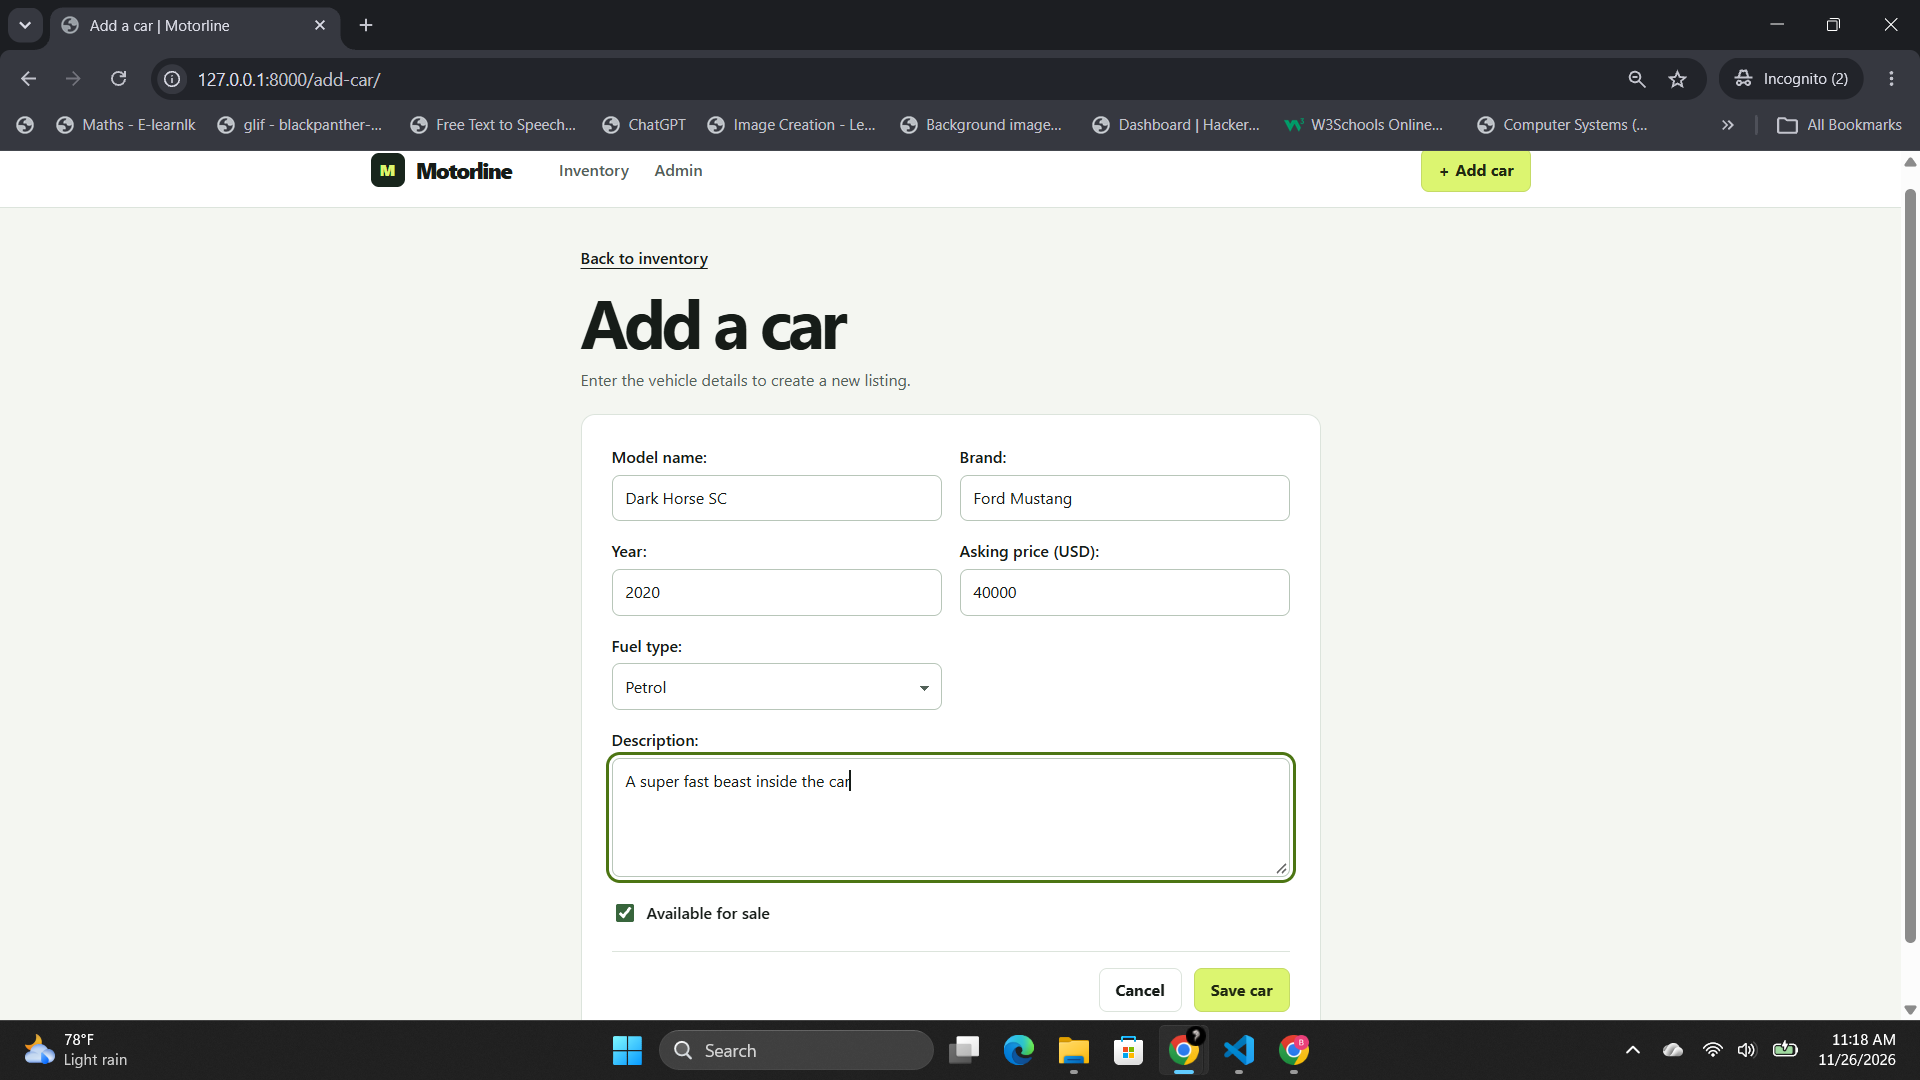 Add a car | Motorline
127.0.0.1:8000/add-car/
Incognito (2)
Maths - E-learnlk
glif - blackpanther-...
Free Text to Speech...
ChatGPT
Image Creation - Le...
Background image...
Dashboard | Hacker...
W3Schools Online...
Computer Systems (...
All Bookmarks
M
Motorline
Inventory
Admin
+ Add car
Back to inventory
Add a car
Enter the vehicle details to create a new listing.
Model name:
Brand:
Dark Horse SC
Ford Mustang
Year:
Asking price (USD):
2020
40000
Fuel type:
Petrol
Description:
A super fast beast inside the car
Available for sale
Cancel
Save car
78°F
Light rain
Search
?
B
11:18 AM
11/26/2026